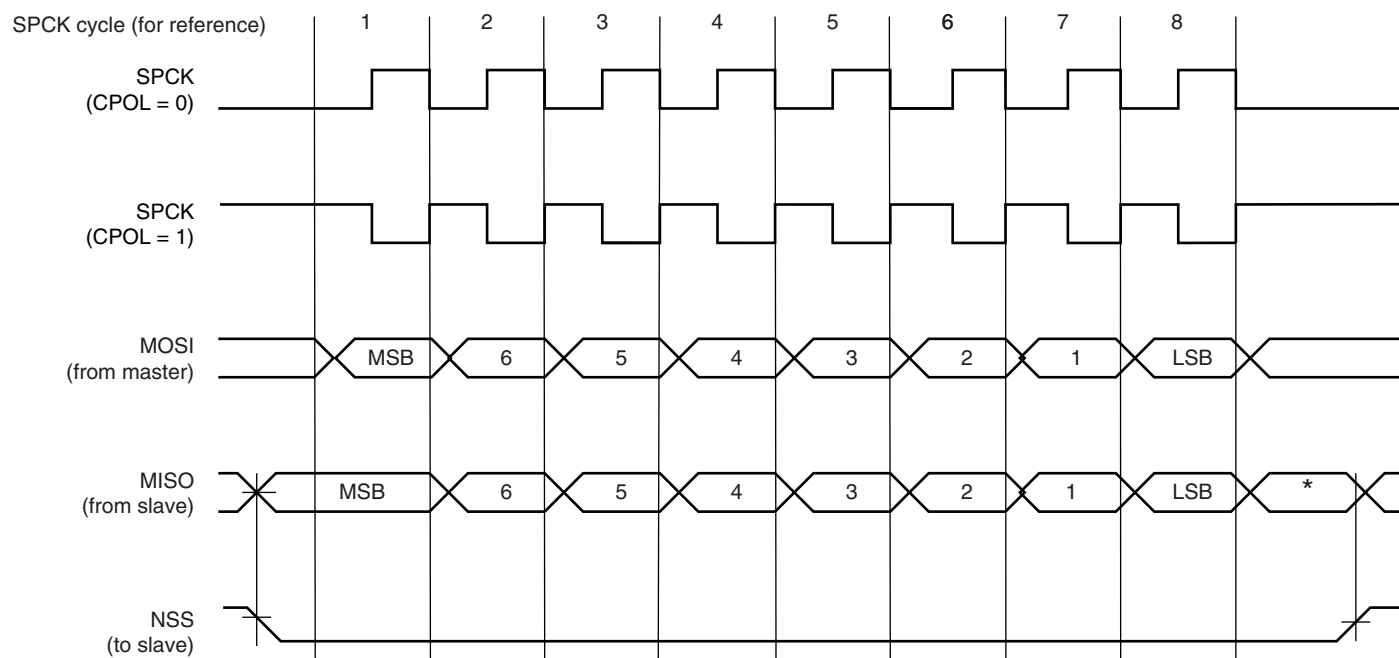 SPCK cycle (for reference) 1 2 3 4 5 6 7 8
SPCK
(CPOL = 0)
SPCK
(CPOL = 1)
MOSI
(from master)
MSB 6 5 4 3 2 1 LSB
MISO
(from slave)
MSB 6 5 4 3 2 1 LSB *
NSS
(to slave)